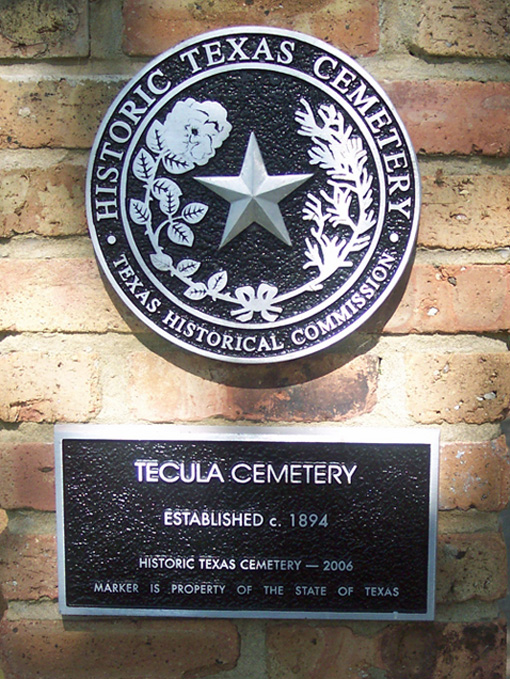 HISTORIC TEXAS CEMETERY
• TEXAS HISTORICAL COMMISSION •
TECULA CEMETERY
ESTABLISHED c. 1894
HISTORIC TEXAS CEMETERY — 2006
MARKER IS PROPERTY OF THE STATE OF TEXAS